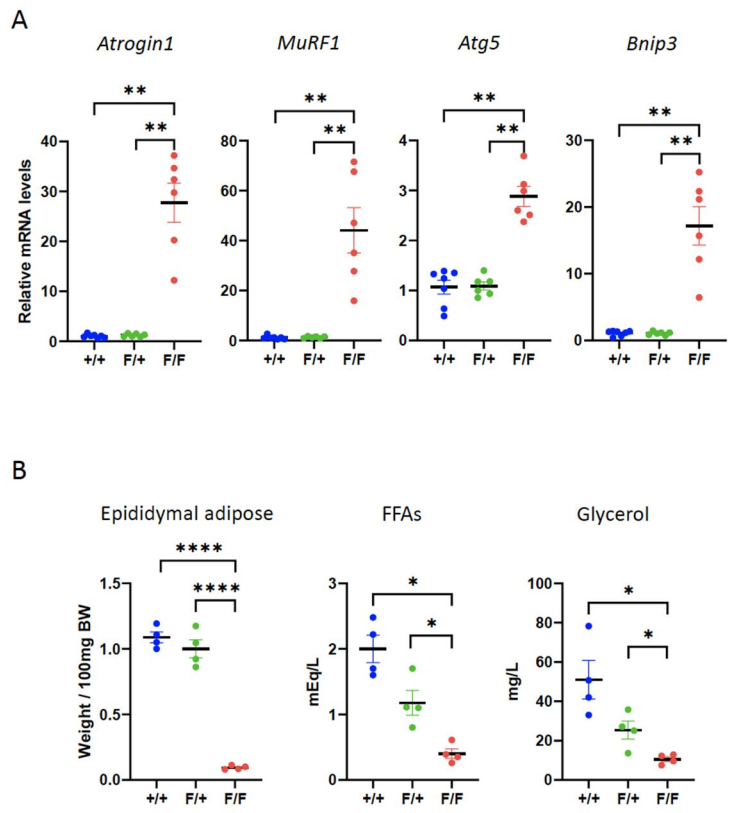 A
Atrogin1 MuRF1 Atg5 Bnip3
** ** ** **
** ** ** **
Relative mRNA levels
40 30 20 10 0
+/+ F/+ F/F
80 60 40 20 0
+/+ F/+ F/F
4 3 2 1 0
+/+ F/+ F/F
30 20 10 0
+/+ F/+ F/F
B
Epididymal adipose FFAs Glycerol
**** * *
**** * *
Weight / 100mg BW
1.5 1.0 0.5 0.0
+/+ F/+ F/F
mEq/L
3 2 1 0
+/+ F/+ F/F
mg/L
100 80 60 40 20 0
+/+ F/+ F/F